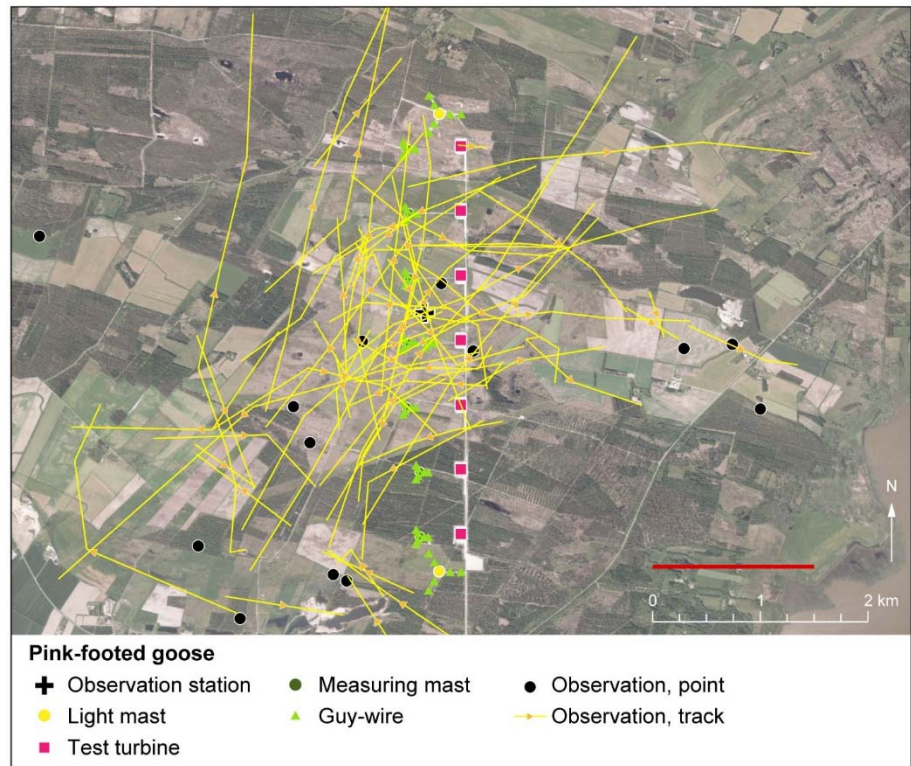 N
0 1 2 km
Pink-footed goose
Observation station
Measuring mast
Observation, point
Light mast
Guy-wire
Observation, track
Test turbine